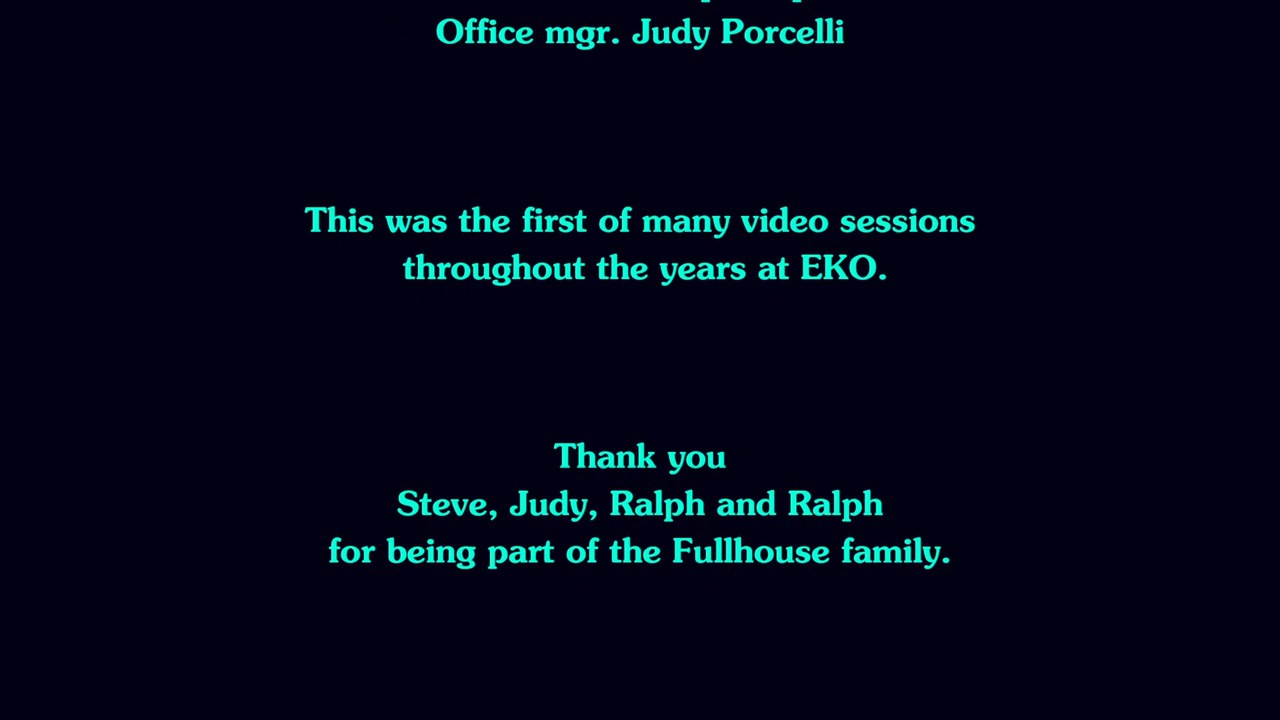 Office mgr. Judy Porcelli
This was the first of many video sessions
throughout the years at EKO.
Thank you
Steve, Judy, Ralph and Ralph
for being part of the Fullhouse family.